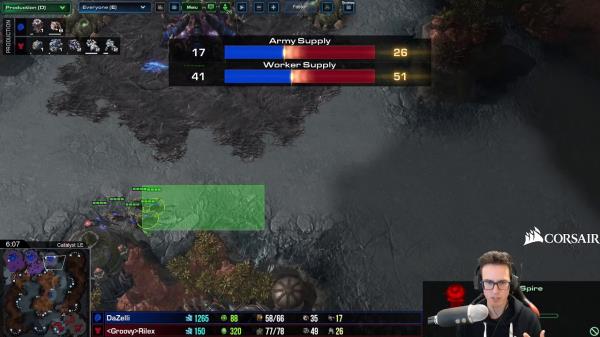 Production (D)
Everyone (E)
Menu
Faster
PRODUCTION
Army Supply
17
26
Worker Supply
41
51
CORSAIR
6:07
Catalyst LE
Spire
DaZelli 1265 88 58/66 35 17
<Groovy>Rilex 150 320 77/78 49 26